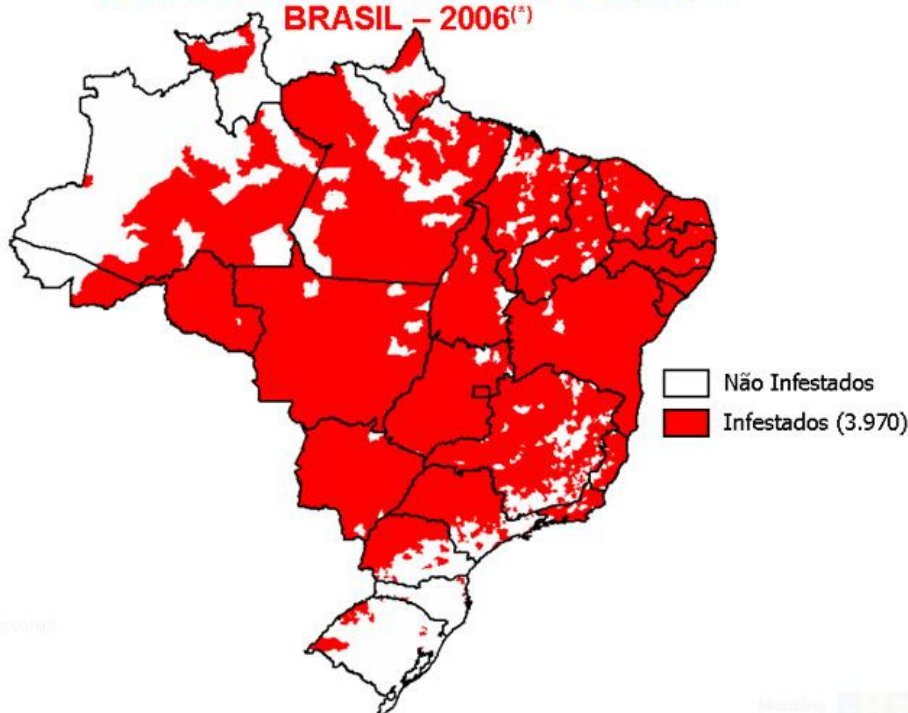 BRASIL – 2006(*)
Não Infestados
Infestados (3.970)